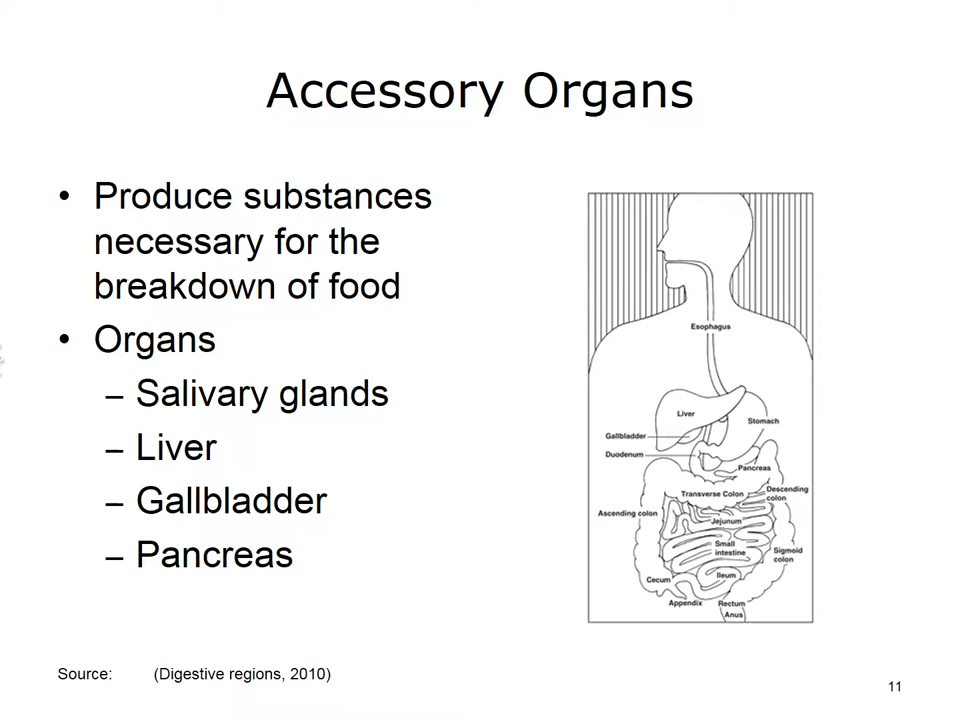 Accessory Organs
• Produce substances
necessary for the
breakdown of food
• Organs
– Salivary glands
– Liver
– Gallbladder
– Pancreas
Esophagus
Liver
Stomach
Gallbladder
Duodenum
Pancreas
Transverse Colon
Descending
colon
Ascending colon
Jejunum
Small
intestine
Sigmoid
colon
Ileum
Cecum
Appendix
Rectum
Anus
Source: (Digestive regions, 2010)
11